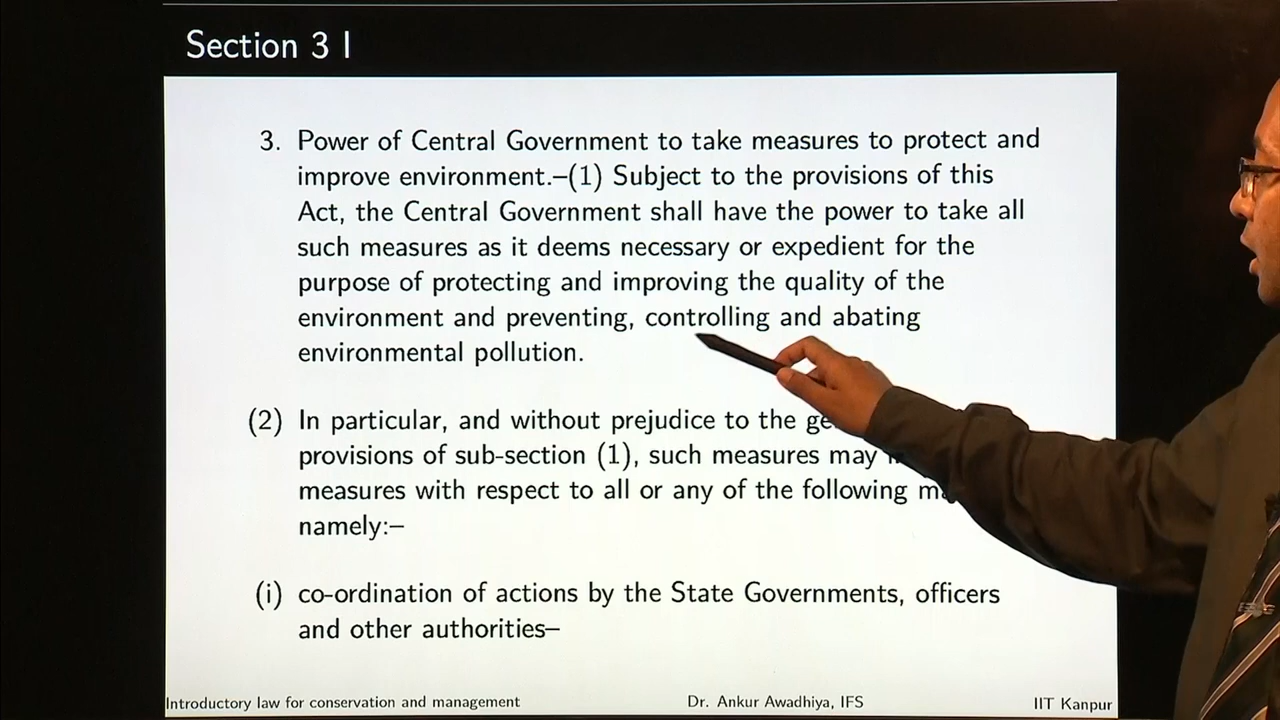 Section 3 I
3. Power of Central Government to take measures to protect and
improve environment.–(1) Subject to the provisions of this
Act, the Central Government shall have the power to take all
such measures as it deems necessary or expedient for the
purpose of protecting and improving the quality of the
environment and preventing, controlling and abating
environmental pollution.
(2) In particular, and without prejudice to the
provisions of sub-section (1), such measures may
measures with respect to all or any of the following
namely:–
(i) co-ordination of actions by the State Governments, officers
and other authorities–
Introductory law for conservation and management Dr. Ankur Awadhiya, IFS IIT Kanpur